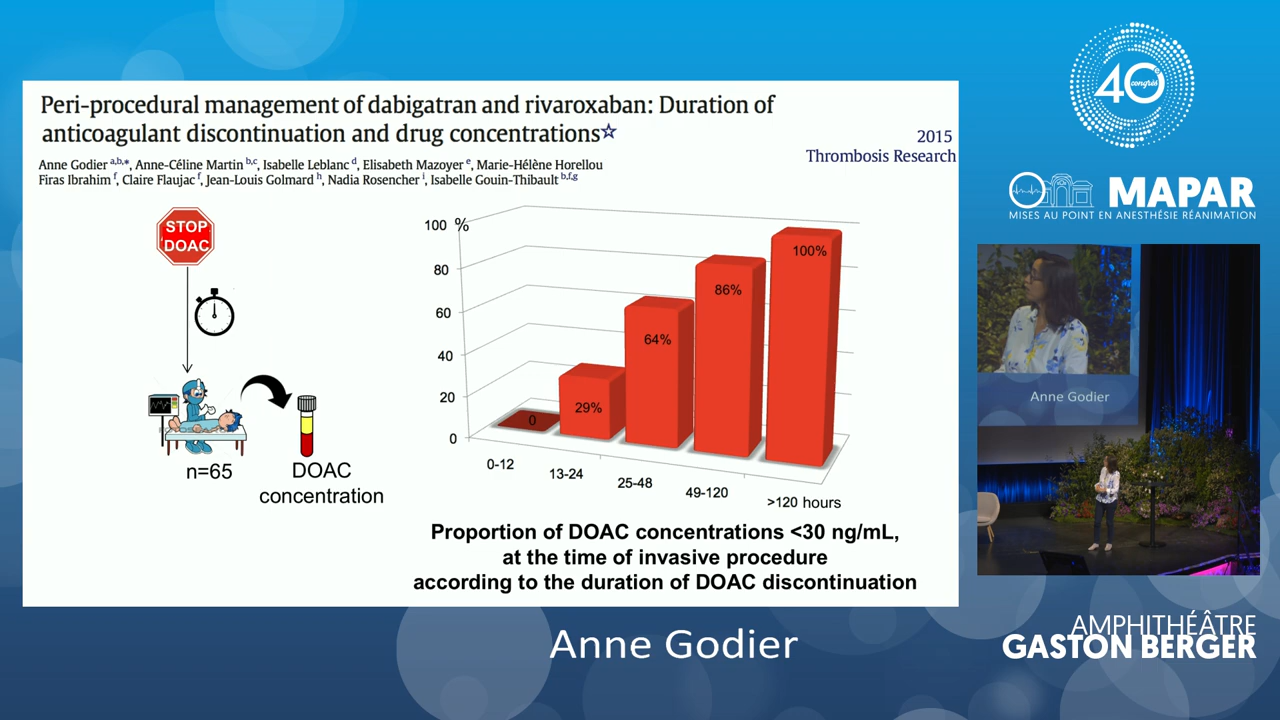 Peri-procedural management of dabigatran and rivaroxaban: Duration of
anticoagulant discontinuation and drug concentrations☆
2015
Thrombosis Research
Anne Godier a,b,*, Anne-Céline Martin b,c, Isabelle Leblanc d, Elisabeth Mazoyer e, Marie-Hélène Horellou
Firas Ibrahim f, Claire Flaujac f, Jean-Louis Golmard h, Nadia Rosencher i, Isabelle Gouin-Thibault b,f,g
STOP
DOAC
n=65
DOAC
concentration
100 %
80
60
40
20
0
0
29%
64%
86%
100%
0-12
13-24
25-48
49-120
>120 hours
Proportion of DOAC concentrations <30 ng/mL,
at the time of invasive procedure
according to the duration of DOAC discontinuation
Anne Godier
40e
congrès
MAPAR
MISES AU POINT EN ANESTHÉSIE RÉANIMATION
Anne Godier
AMPHITHÉÂTRE
GASTON BERGER